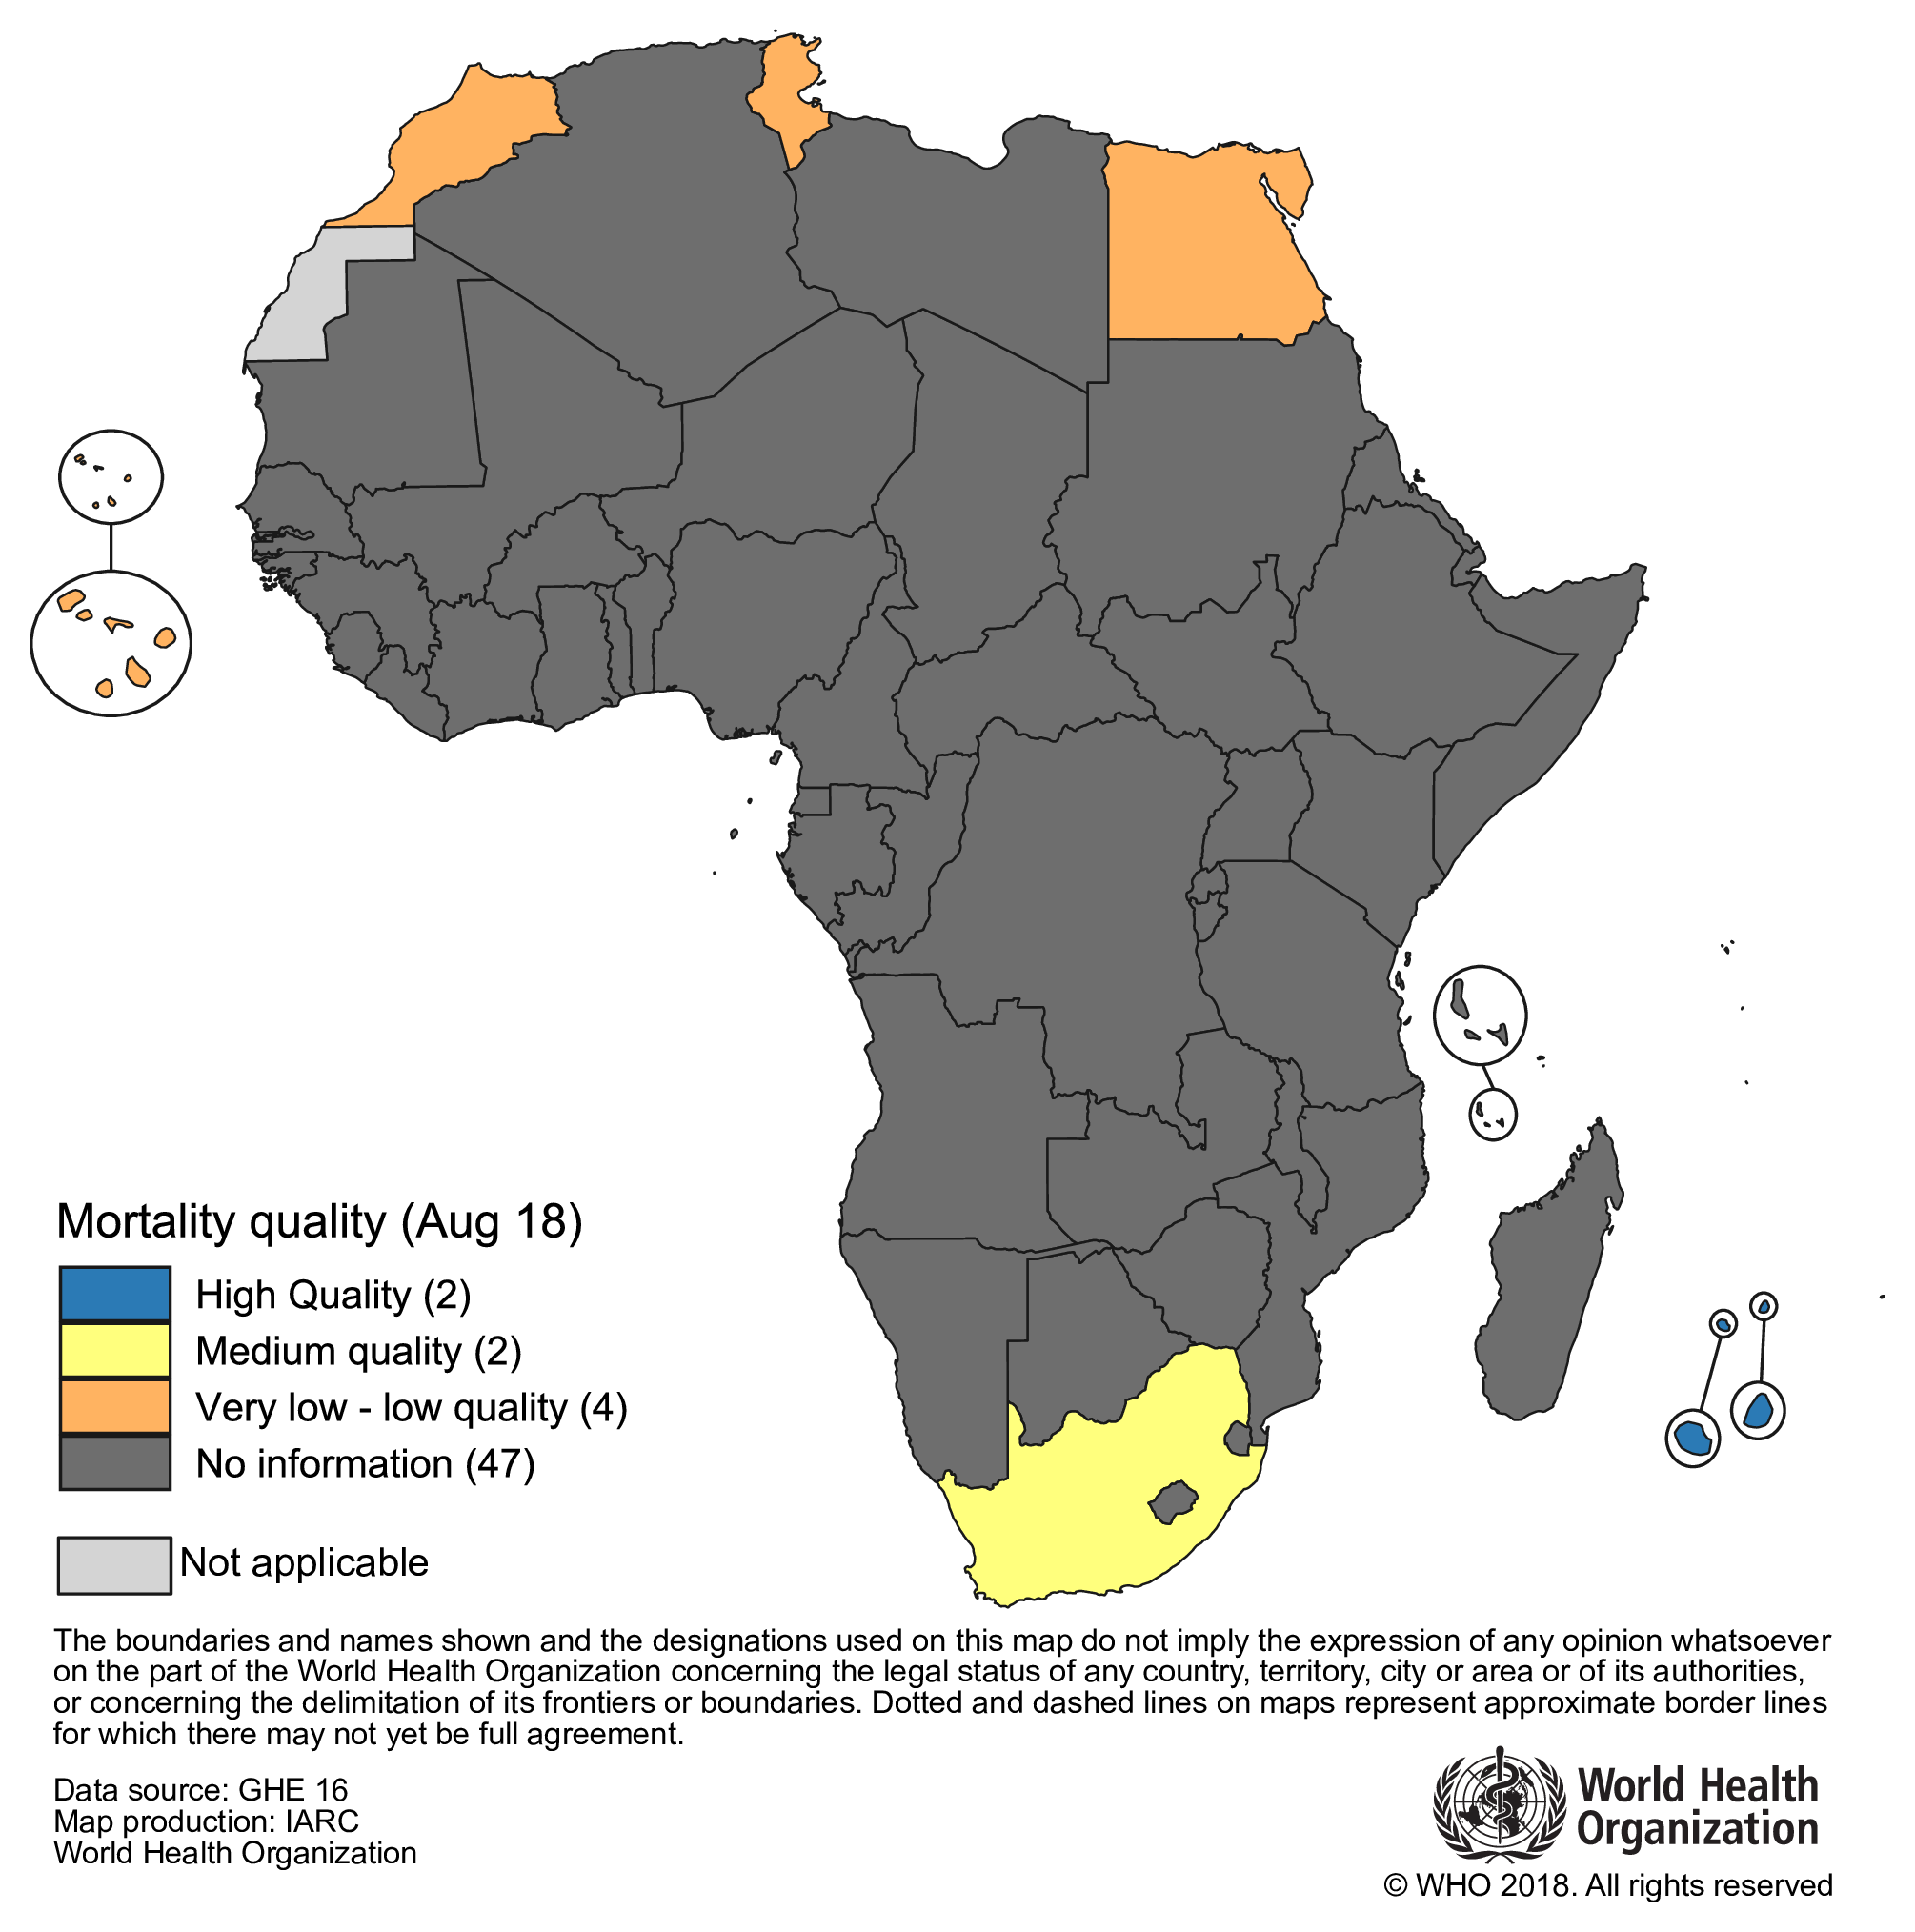 Mortality quality (Aug 18)
High Quality (2)
Medium quality (2)
Very low - low quality (4)
No information (47)
Not applicable
The boundaries and names shown and the designations used on this map do not imply the expression of any opinion whatsoever
on the part of the World Health Organization concerning the legal status of any country, territory, city or area or of its authorities,
or concerning the delimitation of its frontiers or boundaries. Dotted and dashed lines on maps represent approximate border lines
for which there may not yet be full agreement.
Data source: GHE 16
Map production: IARC
World Health Organization
World Health
Organization
© WHO 2018. All rights reserved